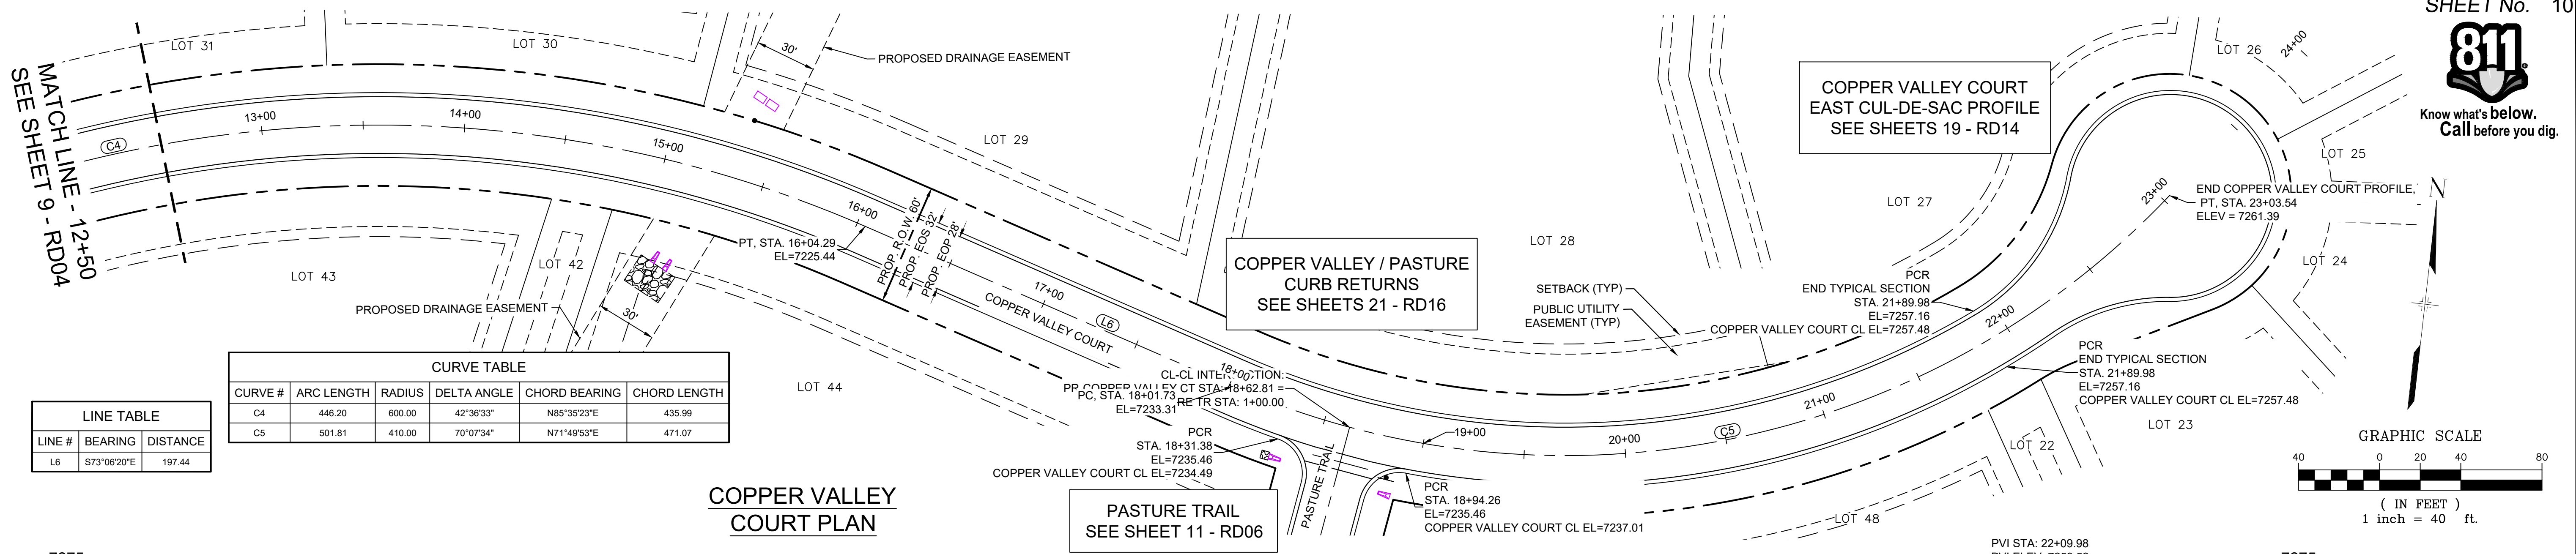 SHEET No. 10
811
Know what's below.
Call before you dig.
MATCH LINE - 12+50
SEE SHEET 9 - RD04
LOT 31
LOT 30
30'
PROPOSED DRAINAGE EASEMENT
LOT 29
C4
13+00
14+00
15+00
16+00
17+00
18+00
19+00
20+00
21+00
22+00
23+00
24+00
PT, STA. 16+04.29
EL=7225.44
PROP. R.O.W. 60'
PROP. EOS 32'
PROP. EOP 28'
COPPER VALLEY COURT
L6
LOT 43
LOT 42
PROPOSED DRAINAGE EASEMENT
30'
LOT 44
COPPER VALLEY / PASTURE
CURB RETURNS
SEE SHEETS 21 - RD16
COPPER VALLEY COURT
EAST CUL-DE-SAC PROFILE
SEE SHEETS 19 - RD14
LOT 28
LOT 27
LOT 26
LOT 25
LOT 24
LOT 23
LOT 22
LOT 48
SETBACK (TYP)
PUBLIC UTILITY
EASEMENT (TYP)
PCR
END TYPICAL SECTION
STA. 21+89.98
EL=7257.16
COPPER VALLEY COURT CL EL=7257.48
END COPPER VALLEY COURT PROFILE,
PT, STA. 23+03.54
ELEV = 7261.39
N
PCR
END TYPICAL SECTION
STA. 21+89.98
EL=7257.16
COPPER VALLEY COURT CL EL=7257.48
C5
COPPER VALLEY CT STA: 18+62.81 =
STA: 1+00.00
PC, STA. 18+01.73
EL=7233.31
PCR
STA. 18+31.38
EL=7235.46
COPPER VALLEY COURT CL EL=7234.49
PASTURE TRAIL
PCR
STA. 18+94.26
EL=7235.46
COPPER VALLEY COURT CL EL=7237.01
PASTURE TRAIL
SEE SHEET 11 - RD06
LINE TABLE
LINE # BEARING DISTANCE
L6 S73°06'20"E 197.44
CURVE TABLE
CURVE # ARC LENGTH RADIUS DELTA ANGLE CHORD BEARING CHORD LENGTH
C4 446.20 600.00 42°36'33" N85°35'23"E 435.99
C5 501.81 410.00 70°07'34" N71°49'53"E 471.07
COPPER VALLEY
COURT PLAN
GRAPHIC SCALE
40 0 20 40 80
( IN FEET )
1 inch = 40 ft.
PVI STA: 22+09.98